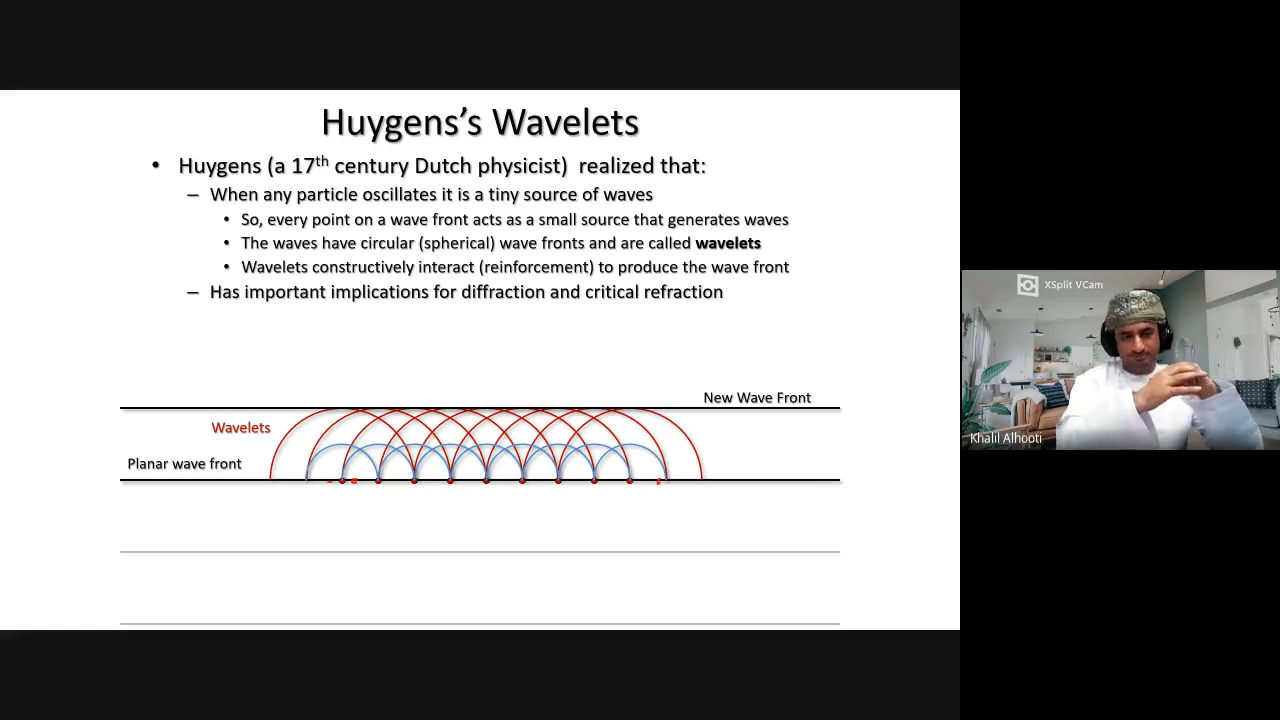 Huygens's Wavelets
• Huygens (a 17th century Dutch physicist) realized that:
– When any particle oscillates it is a tiny source of waves
• So, every point on a wave front acts as a small source that generates waves
• The waves have circular (spherical) wave fronts and are called wavelets
• Wavelets constructively interact (reinforcement) to produce the wave front
– Has important implications for diffraction and critical refraction
New Wave Front
Wavelets
Planar wave front
XSplit VCam
Khalil Alhooti